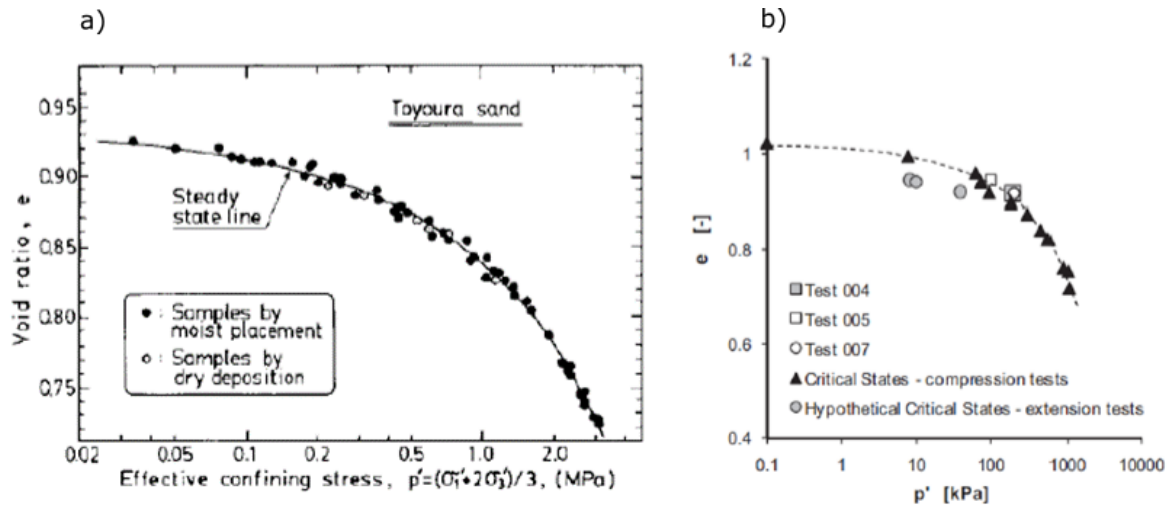 a)
0.95
0.90
0.85
0.80
0.75
Void ratio, e
Toyoura sand
Steady
state line
● : Samples by
moist placement
○ : Samples by
dry deposition
0.02
0.05
0.1
0.2
0.5
1.0
2.0
Effective confining stress, p'=(σ₁'+2σ₃')/3, (MPa)
b)
1.2
1
0.8
0.6
0.4
e [-]
Test 004
Test 005
Test 007
Critical States - compression tests
Hypothetical Critical States - extension tests
0.1
1
10
100
1000
10000
p' [kPa]